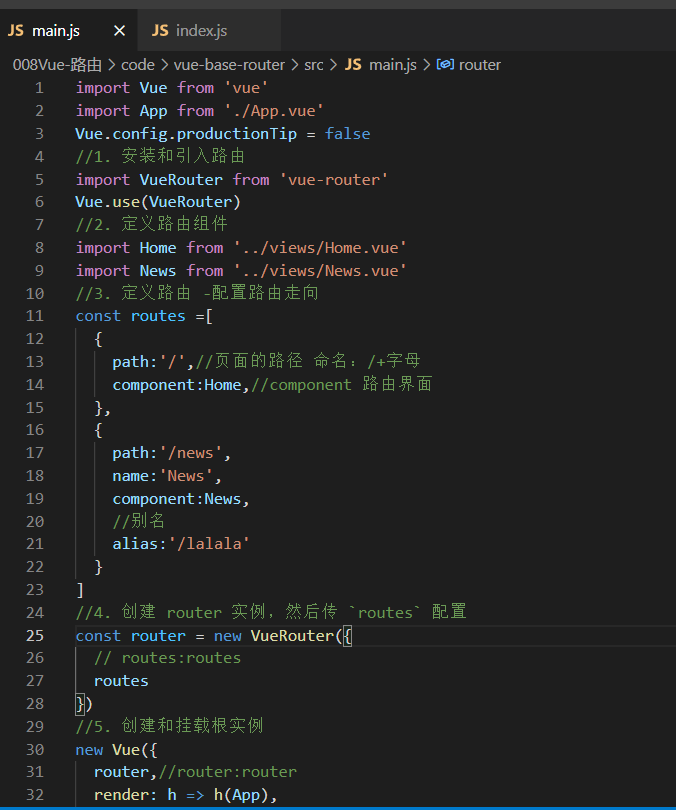 JS main.js × JS index.js
008Vue-路由 > code > vue-base-router > src > JS main.js > router
1 import Vue from 'vue'
2 import App from './App.vue'
3 Vue.config.productionTip = false
4 //1. 安装和引入路由
5 import VueRouter from 'vue-router'
6 Vue.use(VueRouter)
7 //2. 定义路由组件
8 import Home from '../views/Home.vue'
9 import News from '../views/News.vue'
10 //3. 定义路由 -配置路由走向
11 const routes =[
12   {
13     path:'/',//页面的路径 命名：/+字母
14     component:Home,//component 路由界面
15   },
16   {
17     path:'/news',
18     name:'News',
19     component:News,
20     //别名
21     alias:'/lalala'
22   }
23 ]
24 //4. 创建 router 实例，然后传 `routes` 配置
25 const router = new VueRouter({
26   // routes:routes
27   routes
28 })
29 //5. 创建和挂载根实例
30 new Vue({
31   router,//router:router
32   render: h => h(App),